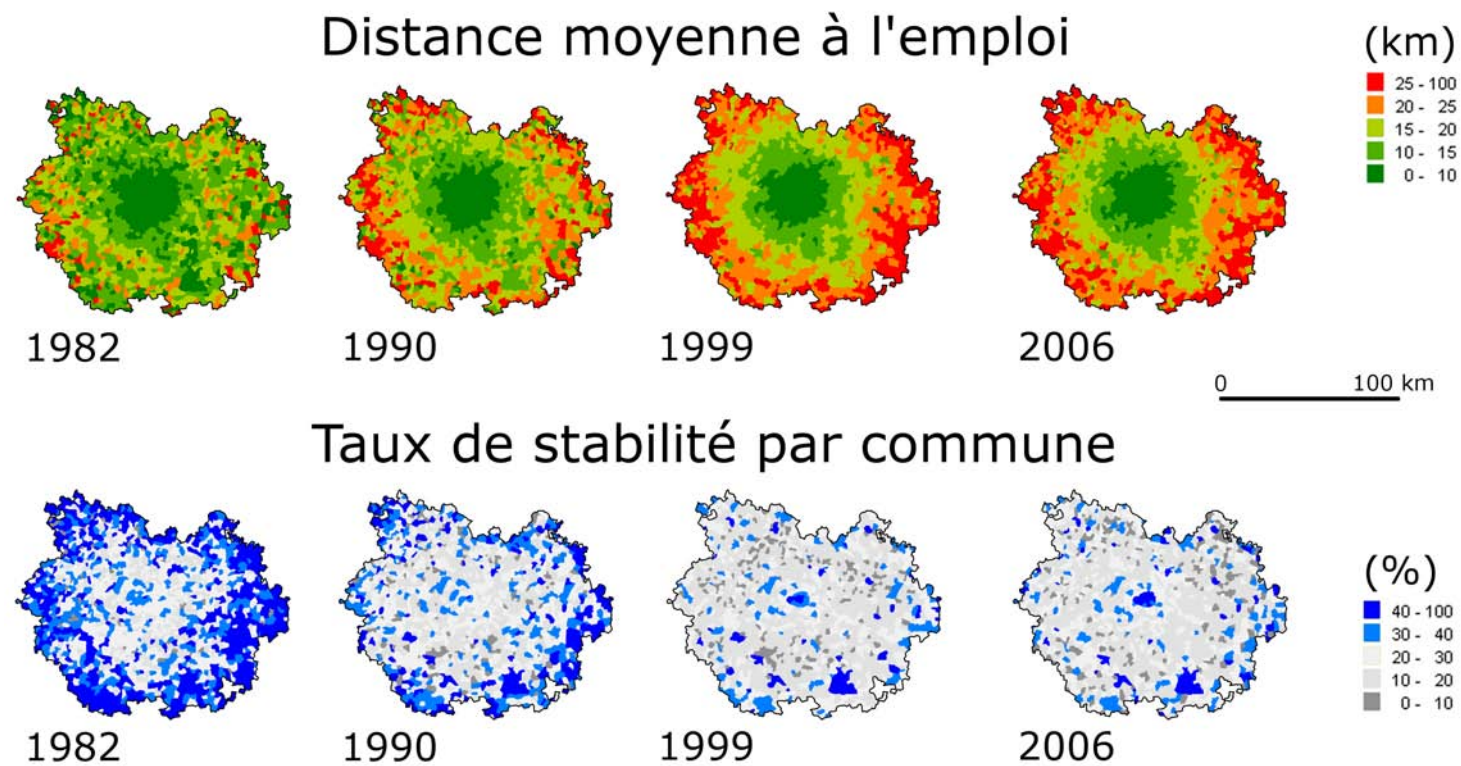 Distance moyenne à l'emploi
(km)
25 - 100
20 - 25
15 - 20
10 - 15
0 - 10
1982
1990
1999
2006
0 100 km
Taux de stabilité par commune
(%)
40 - 100
30 - 40
20 - 30
10 - 20
0 - 10
1982
1990
1999
2006